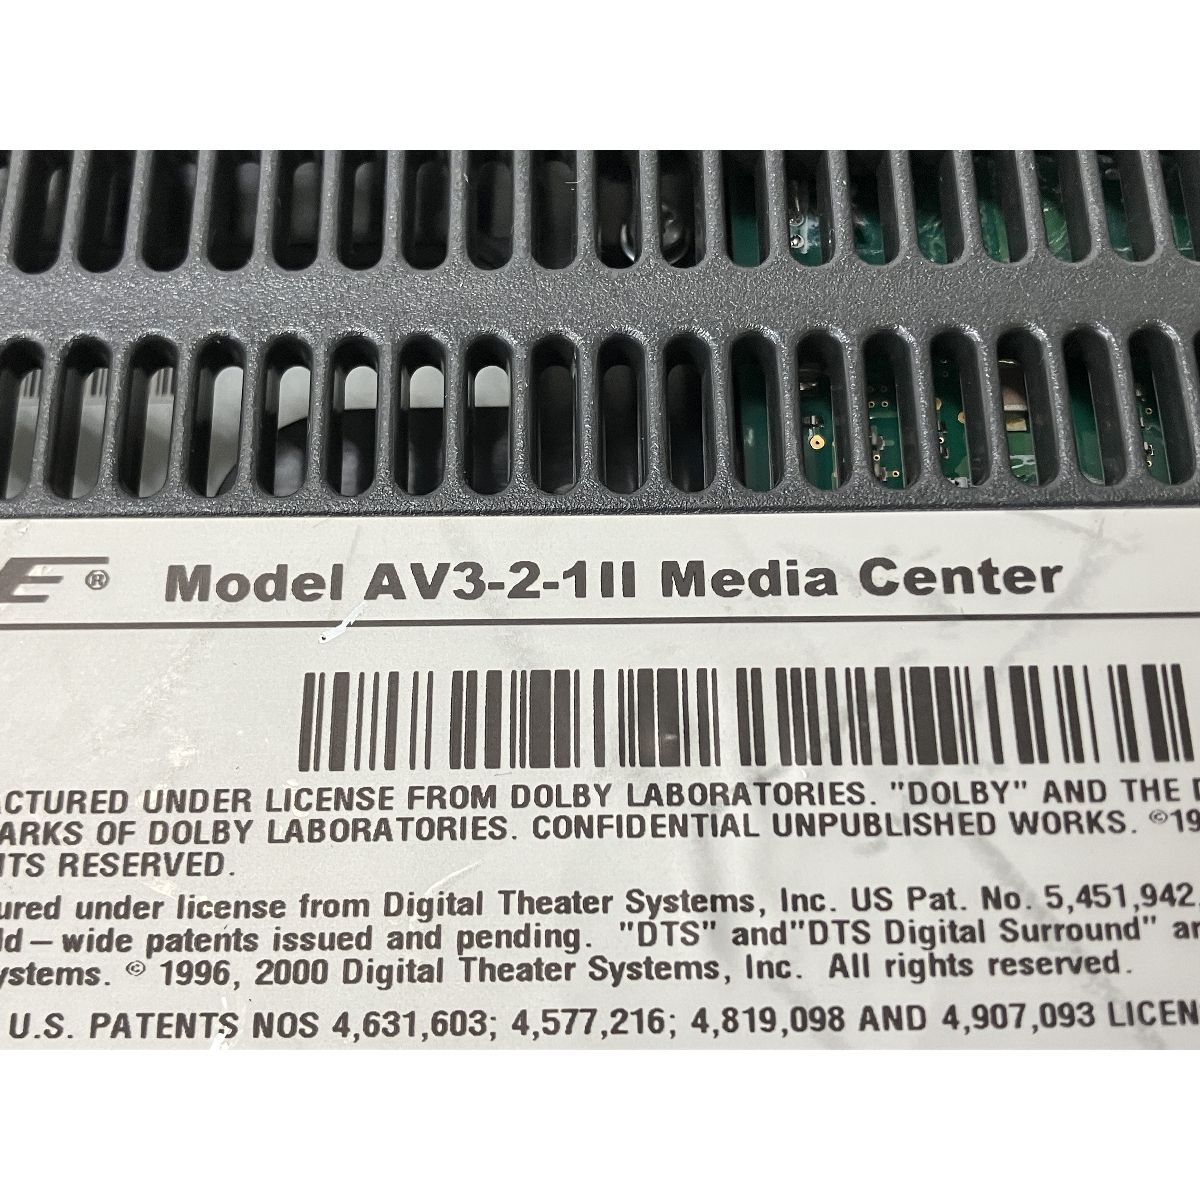 E® Model AV3-2-1II Media Center
ACTURED UNDER LICENSE FROM DOLBY LABORATORIES. "DOLBY" AND THE
ARKS OF DOLBY LABORATORIES. CONFIDENTIAL UNPUBLISHED WORKS. ©19
TS RESERVED.
ured under license from Digital Theater Systems, Inc. US Pat. No. 5,451,942,
ld – wide patents issued and pending. "DTS" and"DTS Digital Surround" ar
ystems. © 1996, 2000 Digital Theater Systems, Inc. All rights reserved.
U.S. PATENTS NOS 4,631,603; 4,577,216; 4,819,098 AND 4,907,093 LICEN